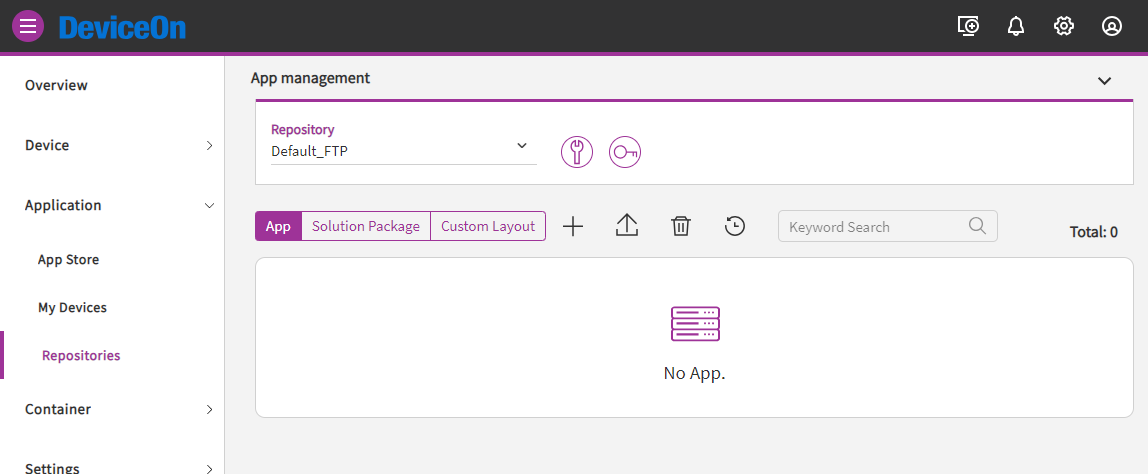 DeviceOn
Overview
Device
Application
App Store
My Devices
Repositories
Container
Settings
App management
Repository
Default_FTP
App
Solution Package
Custom Layout
Keyword Search
Total: 0
No App.